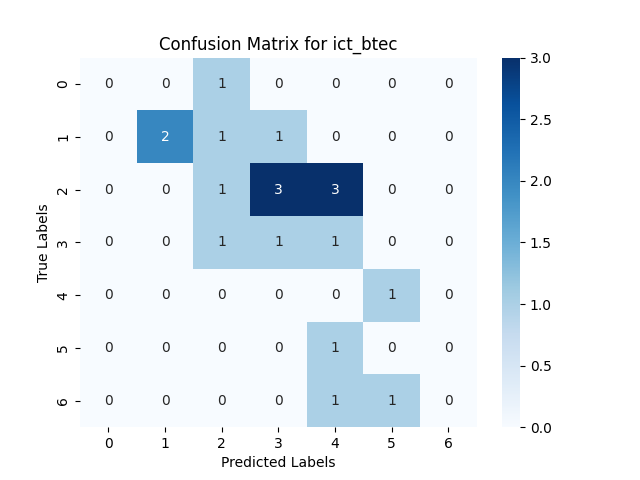 Confusion Matrix for ict_btec
True Labels
0 0 0 1 0 0 0 0
1 0 2 1 1 0 0 0
2 0 0 1 3 3 0 0
3 0 0 1 1 1 0 0
4 0 0 0 0 0 1 0
5 0 0 0 0 1 0 0
6 0 0 0 0 1 1 0
0 1 2 3 4 5 6
Predicted Labels
3.0
2.5
2.0
1.5
1.0
0.5
0.0